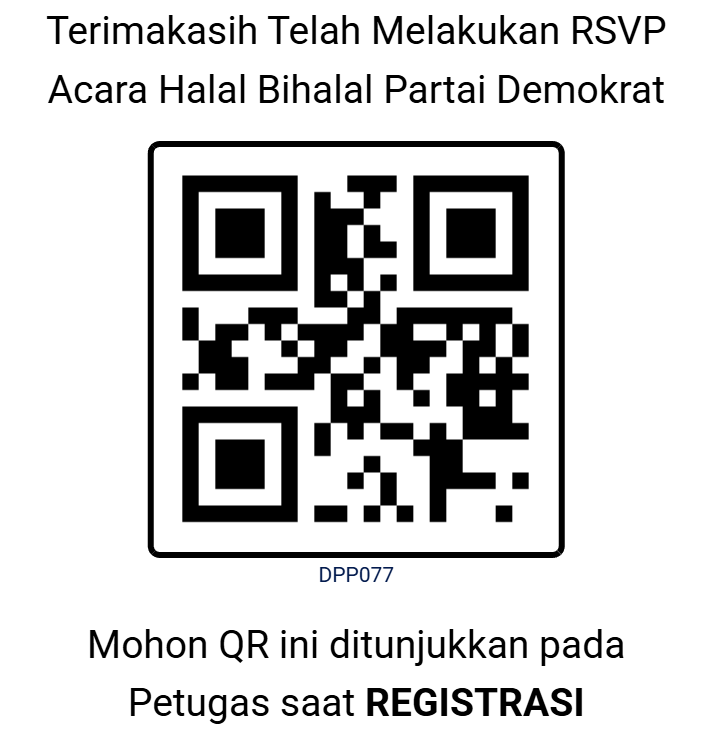 Terimakasih Telah Melakukan RSVP
Acara Halal Bihalal Partai Demokrat
DPP077
Mohon QR ini ditunjukkan pada
Petugas saat REGISTRASI